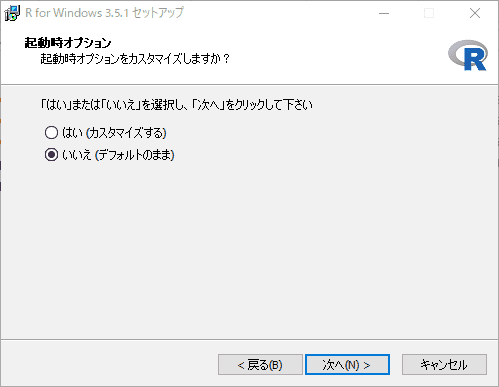 R for Windows 3.5.1 セットアップ
起動時オプション
起動時オプションをカスタマイズしますか？
R
「はい」または「いいえ」を選択し、「次へ」をクリックして下さい
はい (カスタマイズする)
いいえ (デフォルトのまま)
< 戻る(B)
次へ(N) >
キャンセル